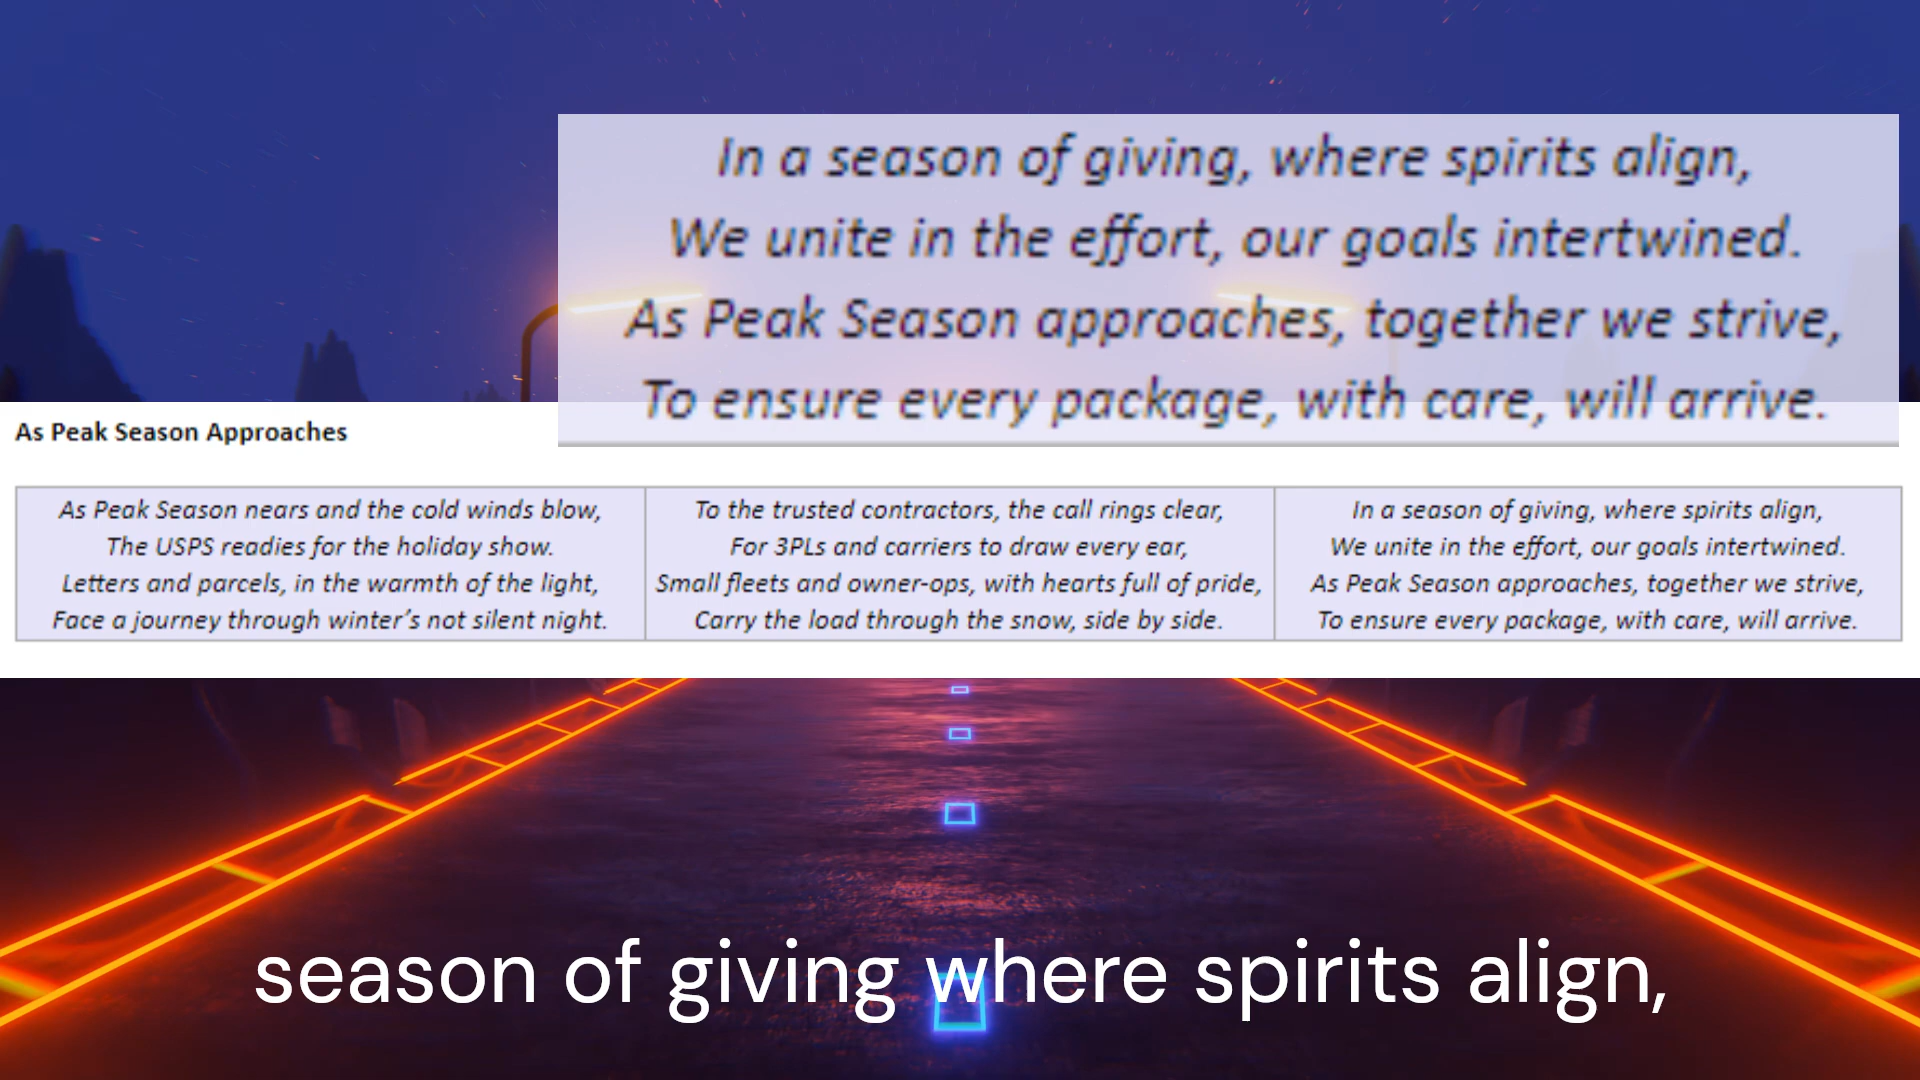 In a season of giving, where spirits align,
We unite in the effort, our goals intertwined.
As Peak Season approaches, together we strive,
To ensure every package, with care, will arrive.
As Peak Season Approaches
As Peak Season nears and the cold winds blow,
The USPS readies for the holiday show.
Letters and parcels, in the warmth of the light,
Face a journey through winter’s not silent night.
To the trusted contractors, the call rings clear,
For 3PLs and carriers to draw every ear,
Small fleets and owner-ops, with hearts full of pride,
Carry the load through the snow, side by side.
In a season of giving, where spirits align,
We unite in the effort, our goals intertwined.
As Peak Season approaches, together we strive,
To ensure every package, with care, will arrive.
season of giving where spirits align,